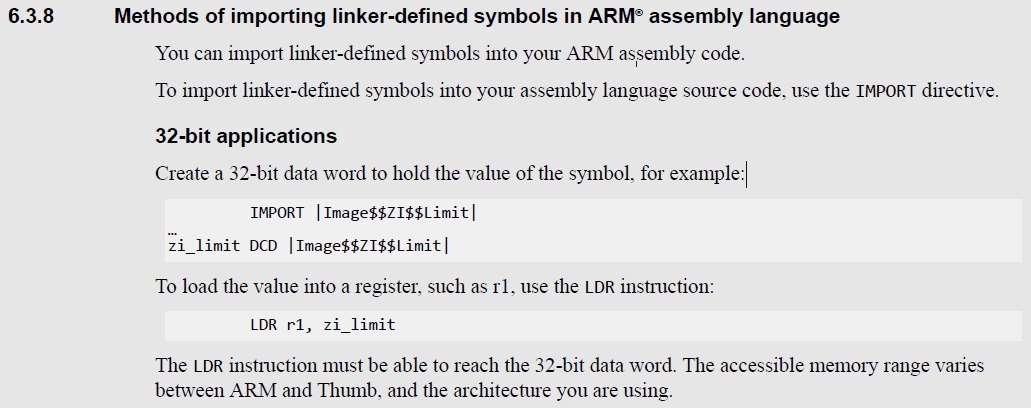 6.3.8 Methods of importing linker-defined symbols in ARM® assembly language
You can import linker-defined symbols into your ARM assembly code.
To import linker-defined symbols into your assembly language source code, use the IMPORT directive.
32-bit applications
Create a 32-bit data word to hold the value of the symbol, for example:
IMPORT |Image$$ZI$$Limit|
…
zi_limit DCD |Image$$ZI$$Limit|
To load the value into a register, such as r1, use the LDR instruction:
LDR r1, zi_limit
The LDR instruction must be able to reach the 32-bit data word. The accessible memory range varies
between ARM and Thumb, and the architecture you are using.